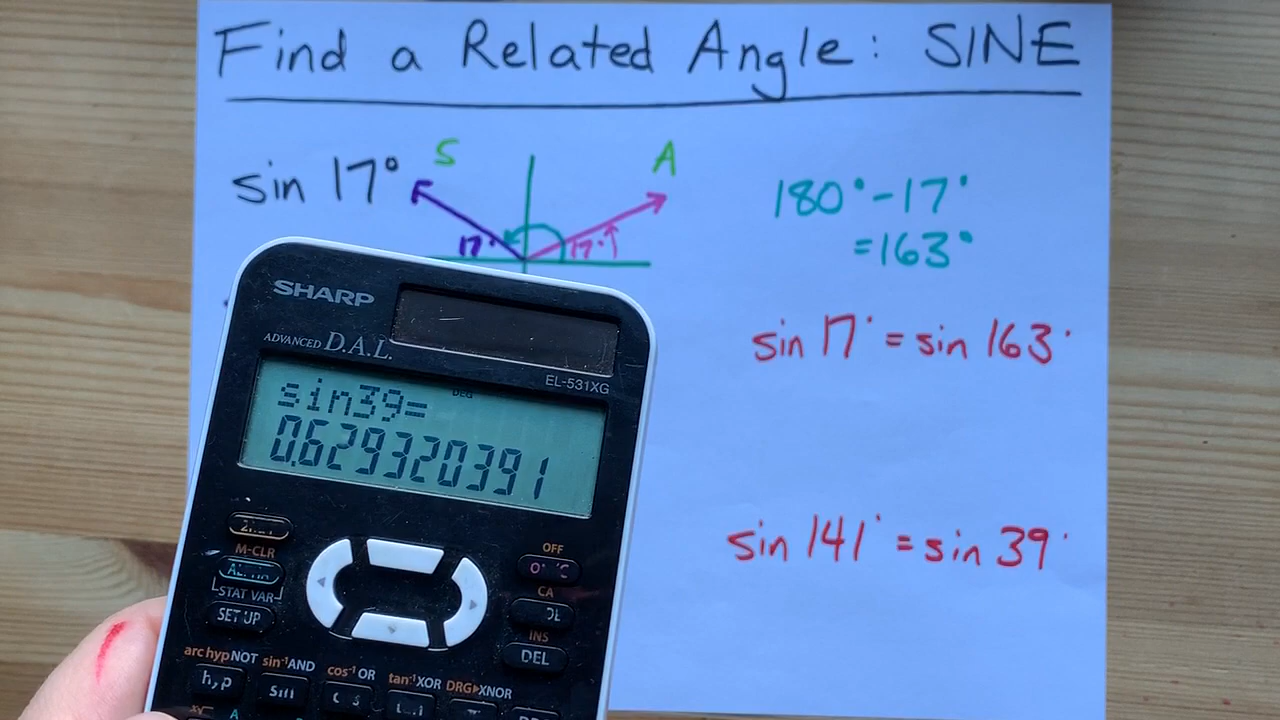 Find a Related Angle: SINE
sin 17°
S
A
17°
17°
180° - 17°
= 163°
sin 17° = sin 163°
sin 141° = sin 39°
SHARP
ADVANCED D.A.L.
EL-531XG
DEG
sin39=
0.629320391
M-CLR
STAT VAR
SET UP
OFF
CA
INS
DEL
arc hyp NOT sin⁻¹ AND cos⁻¹ OR tan⁻¹ XOR DRG▶XNOR
sin
A